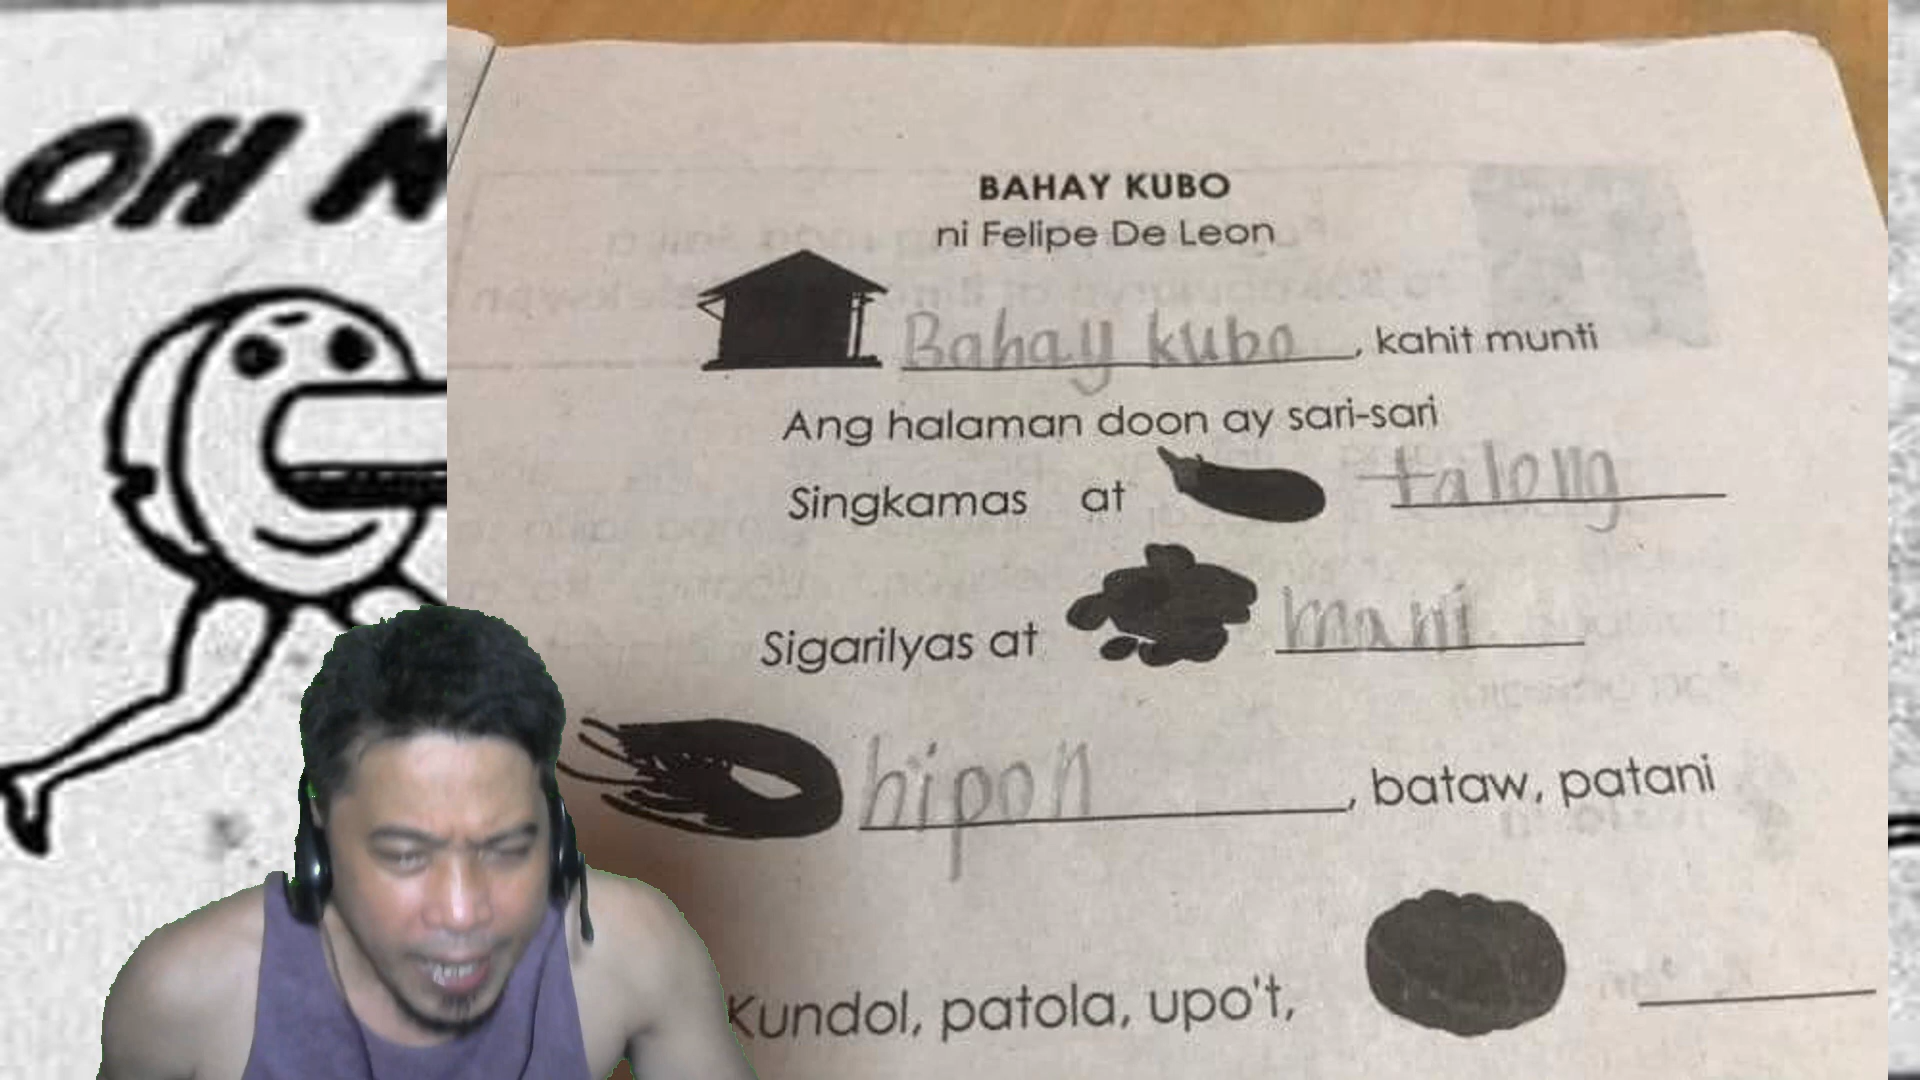 OH N
BAHAY KUBO
ni Felipe De Leon
Bahay kubo, kahit munti
Ang halaman doon ay sari-sari
Singkamas at talong
Sigarilyas at mani
hipon, bataw, patani
Kundol, patola, upo't,